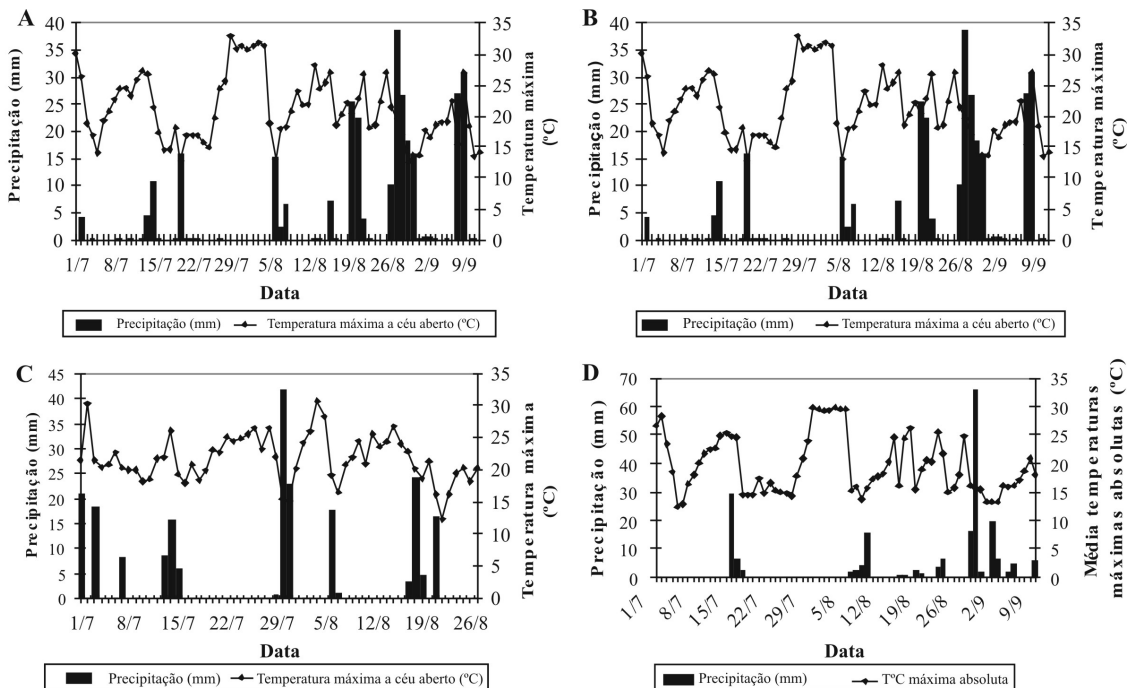 A
Precipitação (mm)
40
35
30
25
20
15
10
5
0
35
30
25
20
15
10
5
0
Temperatura máxima
(ºC)
1/7 8/7 15/7 22/7 29/7 5/8 12/8 19/8 26/8 2/9 9/9
Data
Precipitação (mm) Temperatura máxima a céu aberto (ºC)
B
Precipitação (mm)
40
35
30
25
20
15
10
5
0
35
30
25
20
15
10
5
0
Temperatura máxima
(ºC)
1/7 8/7 15/7 22/7 29/7 5/8 12/8 19/8 26/8 2/9 9/9
Data
Precipitação (mm) Temperatura máxima a céu aberto (ºC)
C
Precipitação (mm)
45
40
35
30
25
20
15
10
5
0
35
30
25
20
15
10
5
0
Temperatura máxima
(ºC)
1/7 8/7 15/7 22/7 29/7 5/8 12/8 19/8 26/8
Data
Precipitação (mm) Temperatura máxima a céu aberto (ºC)
D
Precipitação (mm)
70
60
50
40
30
20
10
0
35
30
25
20
15
10
5
0
Média temperaturas
máximas absolutas (ºC)
1/7 8/7 15/7 22/7 29/7 5/8 12/8 19/8 26/8 2/9 9/9
Data
Precipitação (mm) TºC máxima absoluta